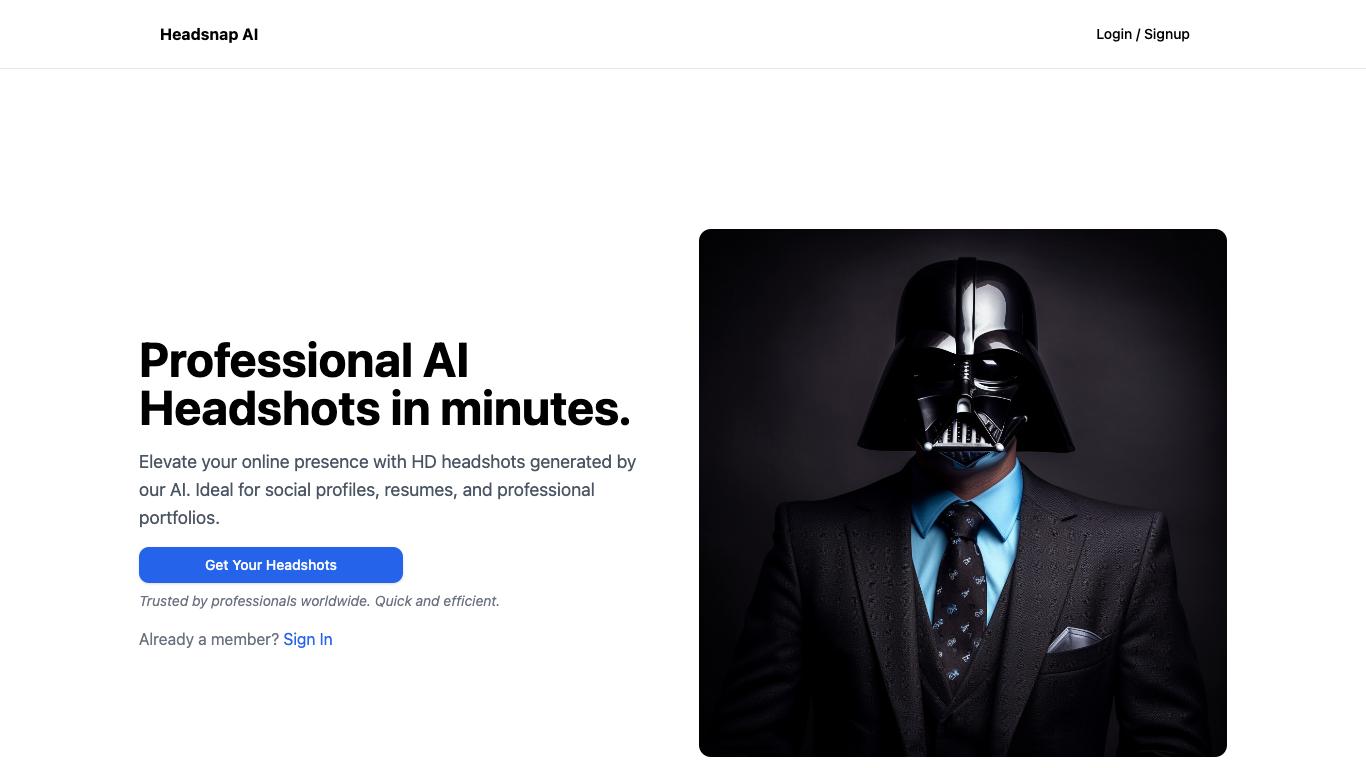 Headsnap AI
Login / Signup
Professional AI
Headshots in minutes.
Elevate your online presence with HD headshots generated by
our AI. Ideal for social profiles, resumes, and professional
portfolios.
Get Your Headshots
Trusted by professionals worldwide. Quick and efficient.
Already a member? Sign In